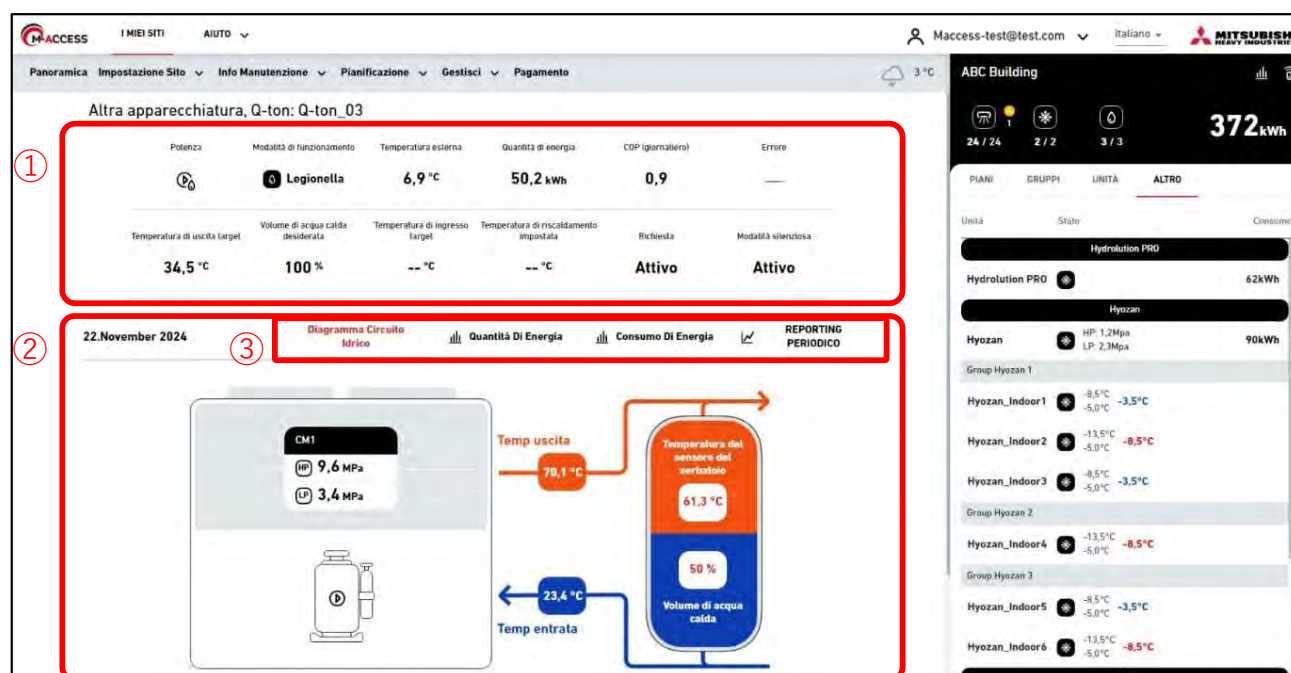 M-ACCESS
I MIEI SITI
AIUTO
Maccess-test@test.com
Italiano
MITSUBISH
HEAVY INDUSTRIE
Panoramica Impostazione Sito Info Manutenzione Pianificazione Gestisci Pagamento
3 °C
Altra apparecchiatura, Q-ton: Q-ton_03
①
Potenza
Modalità di funzionamento
Temperatura esterna
Quantità di energia
COP (giornaliero)
Errore
Legionella
6,9 °C
50,2 kWh
0,9
—
Temperatura di uscita target
Volume di acqua calda
desiderata
Temperatura di ingresso
target
Temperatura di riscaldamento
impostata
Richiesta
Modalità silenziosa
34,5 °C
100 %
-- °C
-- °C
Attivo
Attivo
②
22.November 2024
③
Diagramma Circuito
Idrico
Quantità Di Energia
Consumo Di Energia
REPORTING
PERIODICO
CM1
HP 9,6 MPa
LP 3,4 MPa
Temp uscita
70,1 °C
Temperatura del
sensore del
serbatoio
61,3 °C
50 %
Volume di acqua
calda
23,4 °C
Temp entrata
ABC Building
24 / 24
1
2 / 2
3 / 3
372 kWh
PIANI
GRUPPI
UNITÀ
ALTRO
Unità
Stato
Consumo
Hydrolution PRO
Hydrolution PRO
62kWh
Hyozan
Hyozan
HP: 1,2Mpa
LP: 2,3Mpa
90kWh
Group Hyozan 1
Hyozan_Indoor1
-8,5°C
-5,0°C
-3,5°C
Hyozan_Indoor2
-13,5°C
-5,0°C
-8,5°C
Hyozan_Indoor3
-8,5°C
-5,0°C
-3,5°C
Group Hyozan 2
Hyozan_Indoor4
-13,5°C
-5,0°C
-8,5°C
Group Hyozan 3
Hyozan_Indoor5
-8,5°C
-5,0°C
-3,5°C
Hyozan_Indoor6
-13,5°C
-5,0°C
-8,5°C